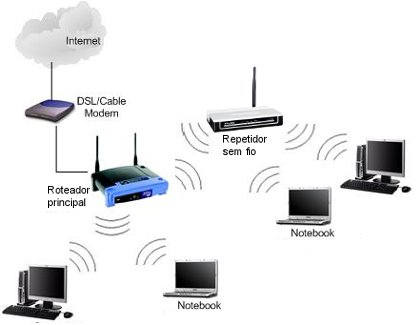 Internet
DSL/Cable
Modem
Repetidor
sem fio
Roteador
principal
Notebook
Notebook